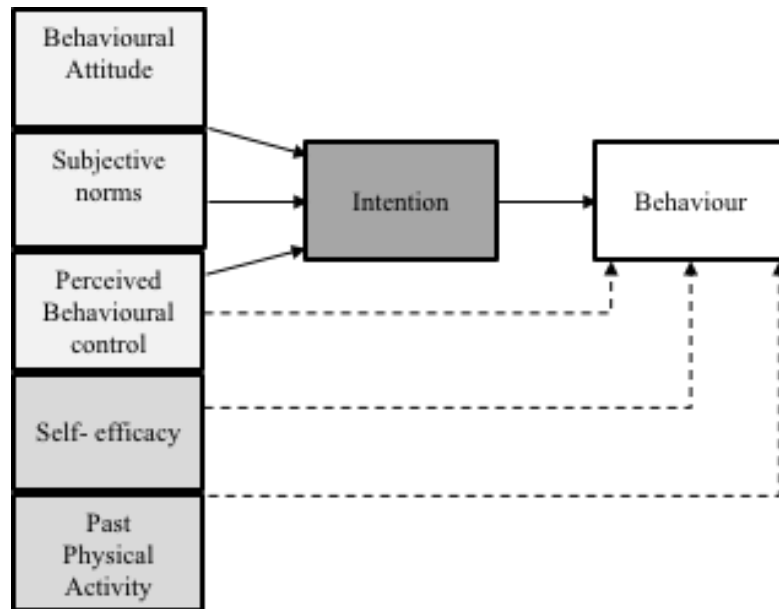 Behavioural
Attitude
Subjective
norms
Intention
Behaviour
Perceived
Behavioural
control
Self- efficacy
Past
Physical
Activity